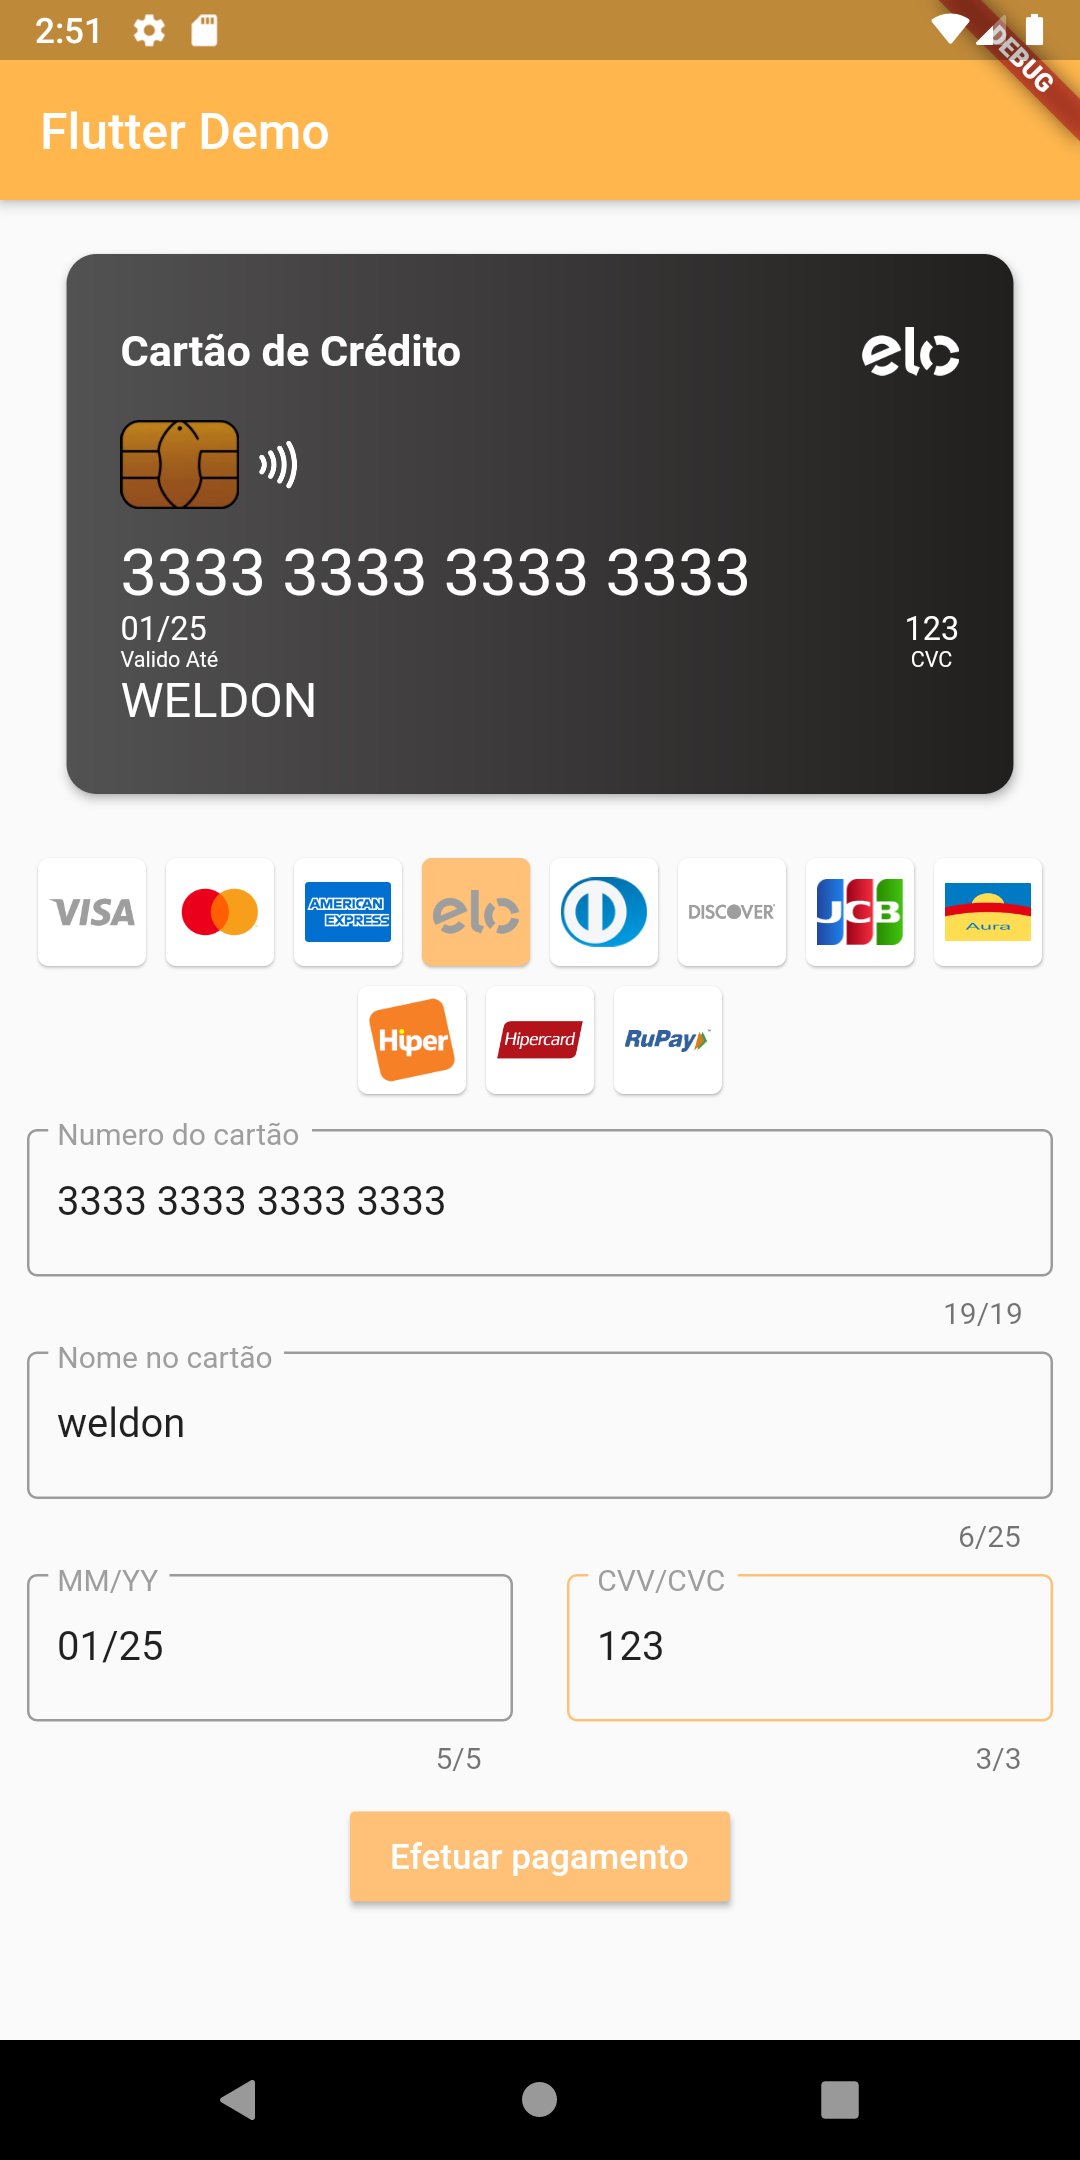 2:51
DEBUG
Flutter Demo
Cartão de Crédito
elo
3333 3333 3333 3333
01/25
123
Valido Até
CVC
WELDON
VISA
AMERICAN
EXPRESS
elo
DISCOVER
JCB
Aura
Hiper
Hipercard
RuPay
Numero do cartão
3333 3333 3333 3333
19/19
Nome no cartão
weldon
6/25
MM/YY
CVV/CVC
01/25
123
5/5
3/3
Efetuar pagamento